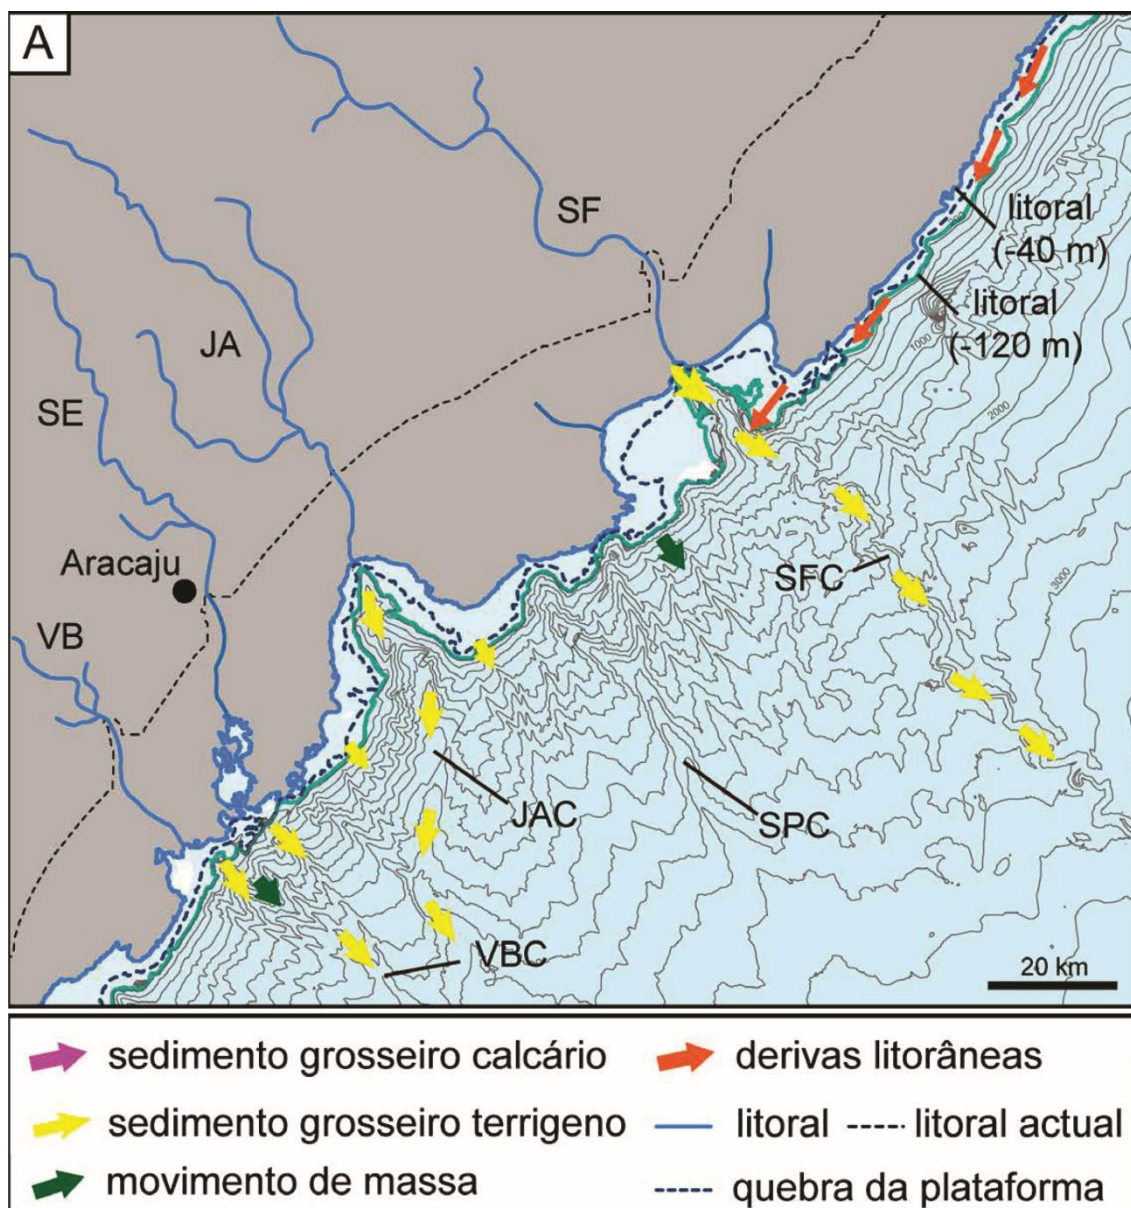 A
SF
litoral
(-40 m)
JA
litoral
(-120 m)
1000
SE
2000
Aracaju
SFC
3000
VB
JAC
SPC
VBC
20 km
sedimento grosseiro calcário
derivas litorâneas
sedimento grosseiro terrigeno
litoral
litoral actual
movimento de massa
quebra da plataforma